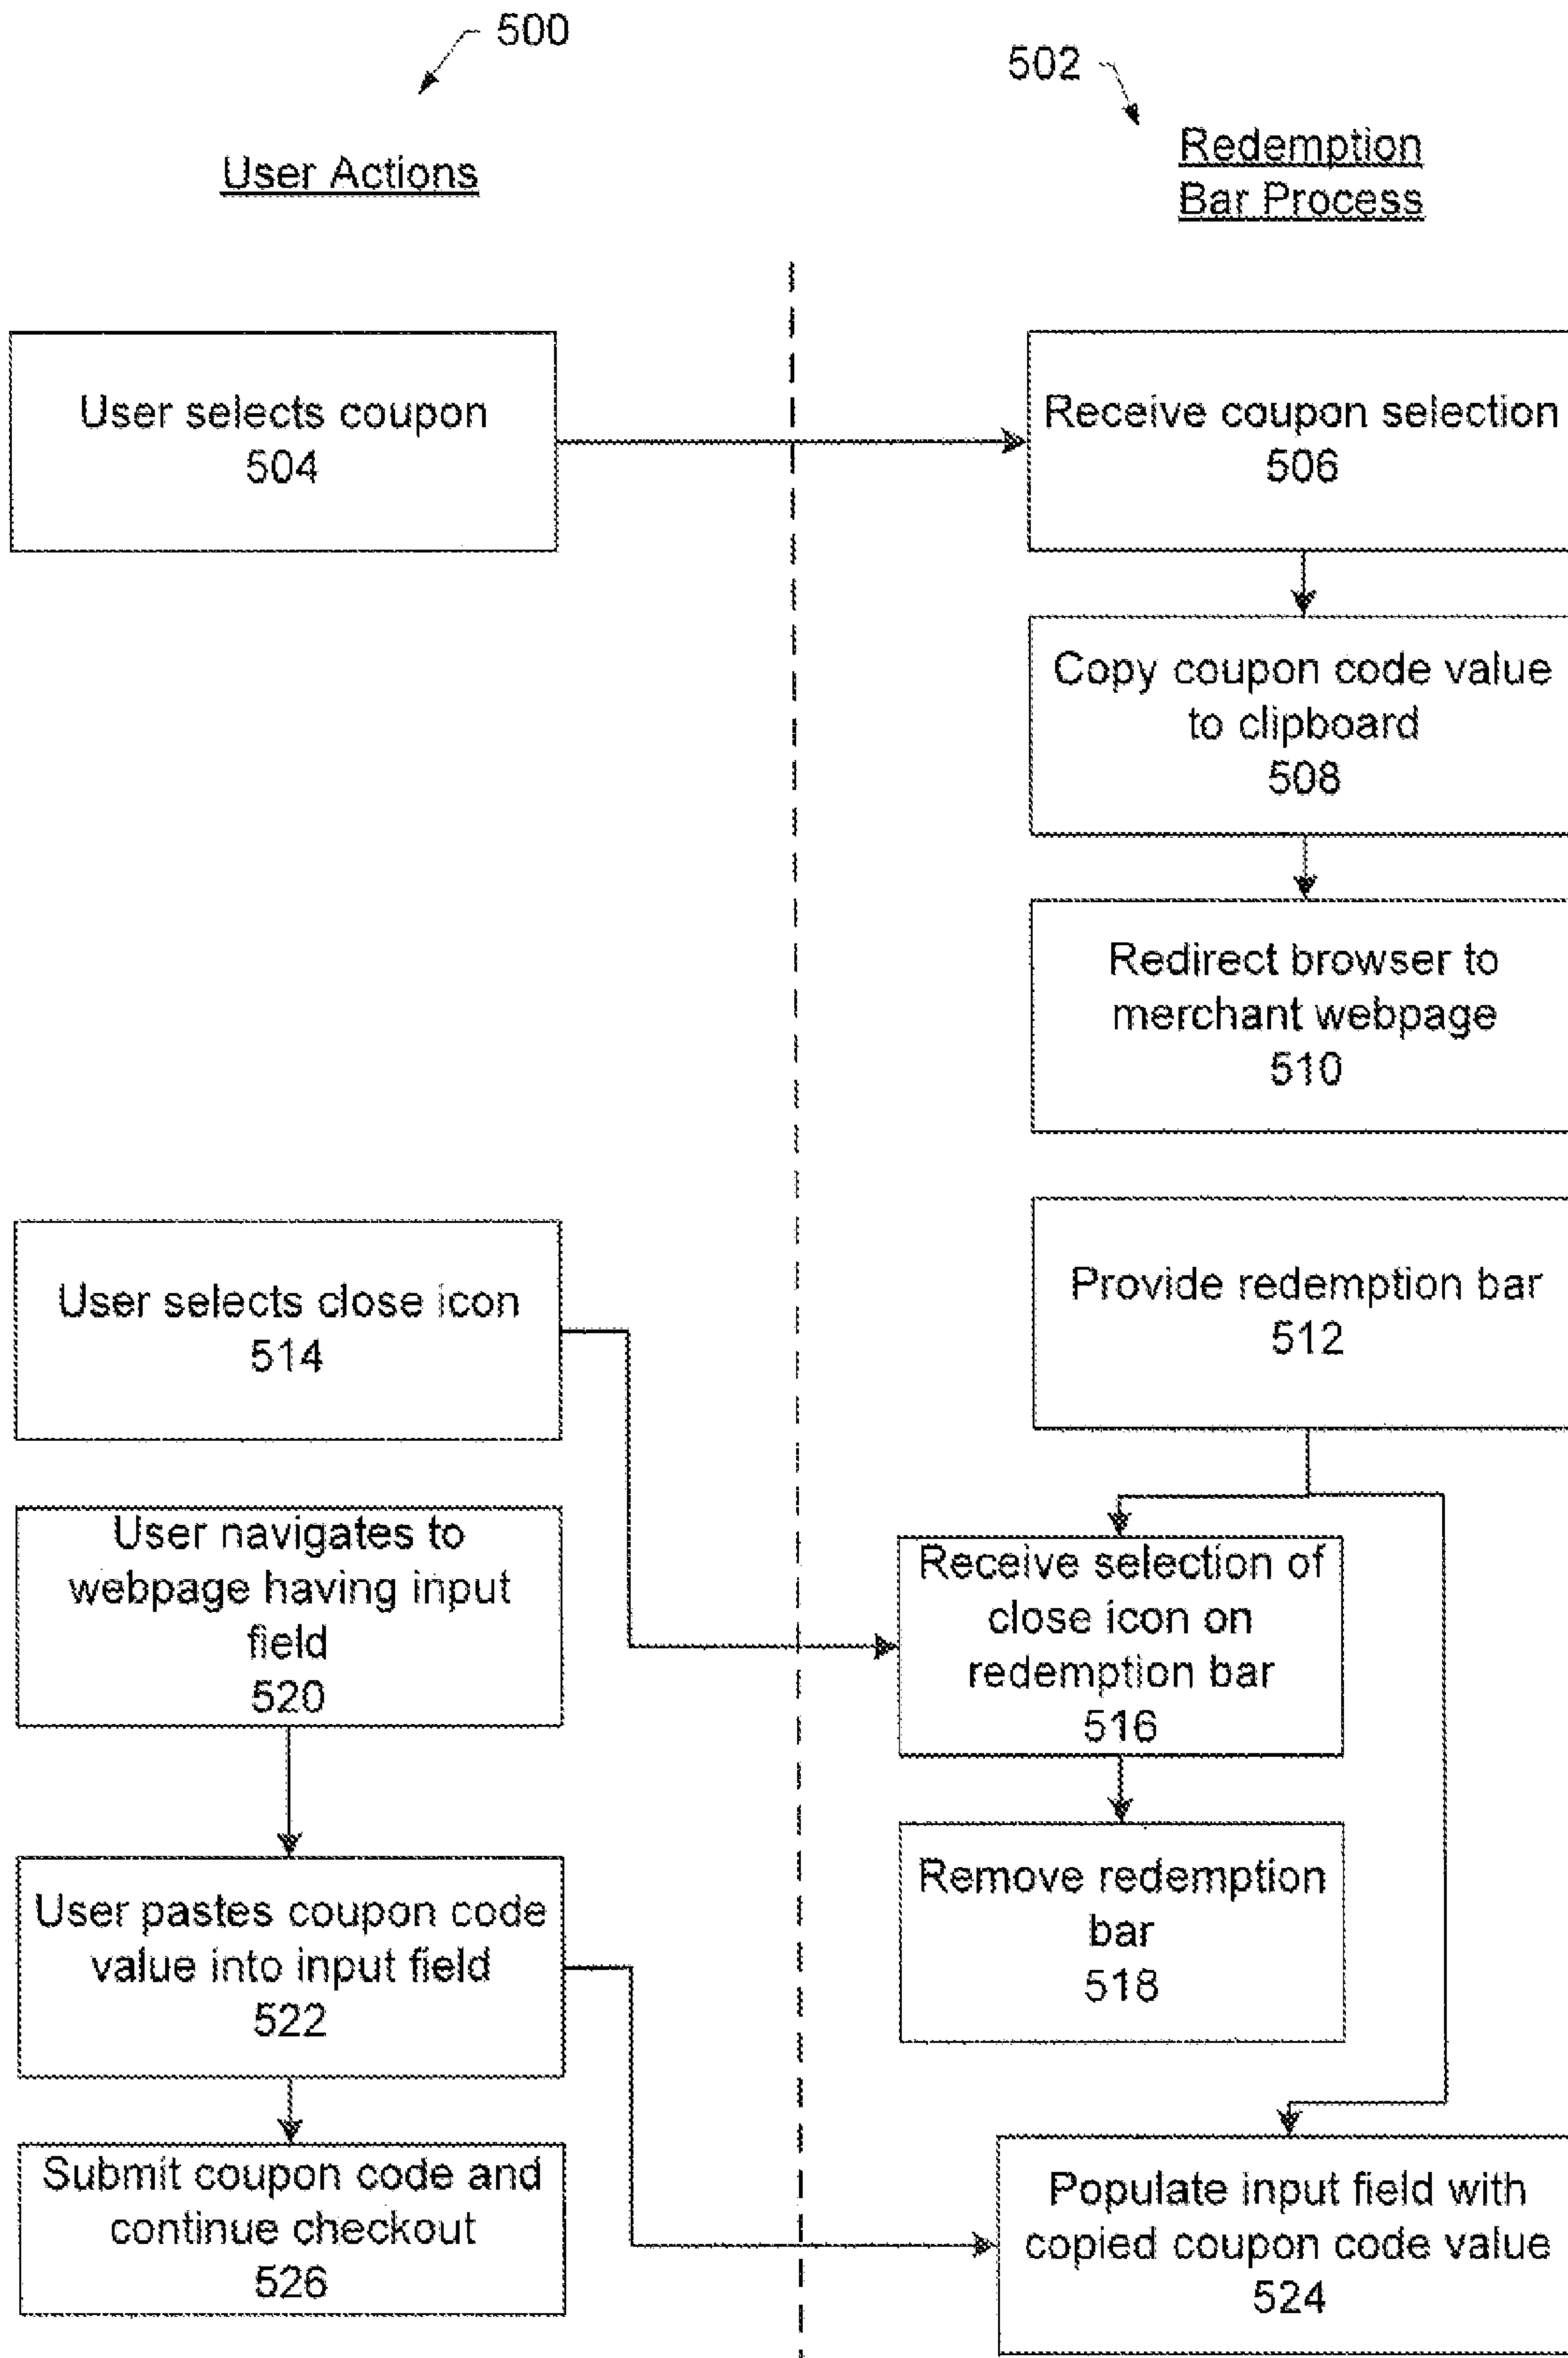 500
502
User Actions
Redemption
Bar Process
User selects coupon
504
Receive coupon selection
506
Copy coupon code value
to clipboard
508
Redirect browser to
merchant webpage
510
Provide redemption bar
512
User selects close icon
514
User navigates to
webpage having input
field
520
Receive selection of
close icon on
redemption bar
516
Remove redemption
bar
518
User pastes coupon code
value into input field
522
Submit coupon code and
continue checkout
526
Populate input field with
copied coupon code value
524